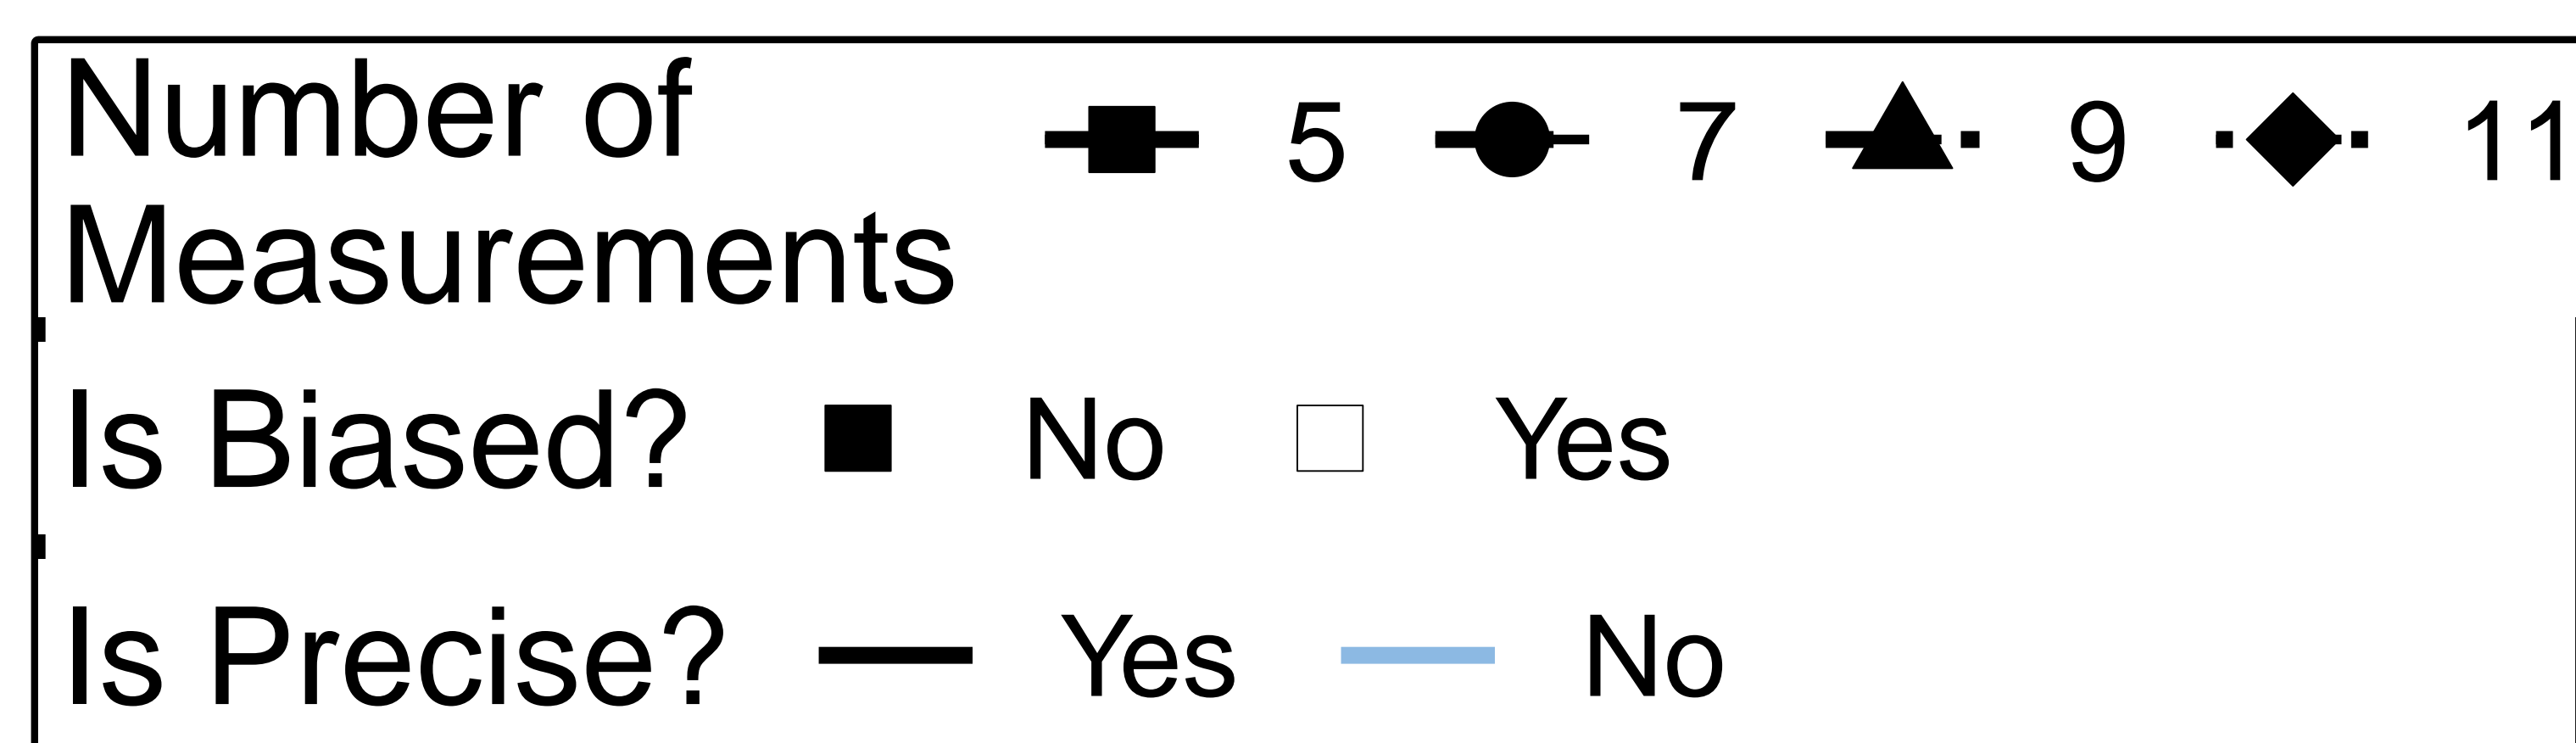 Number of 5 7 9 11
Measurements
Is Biased? No Yes
Is Precise? Yes No